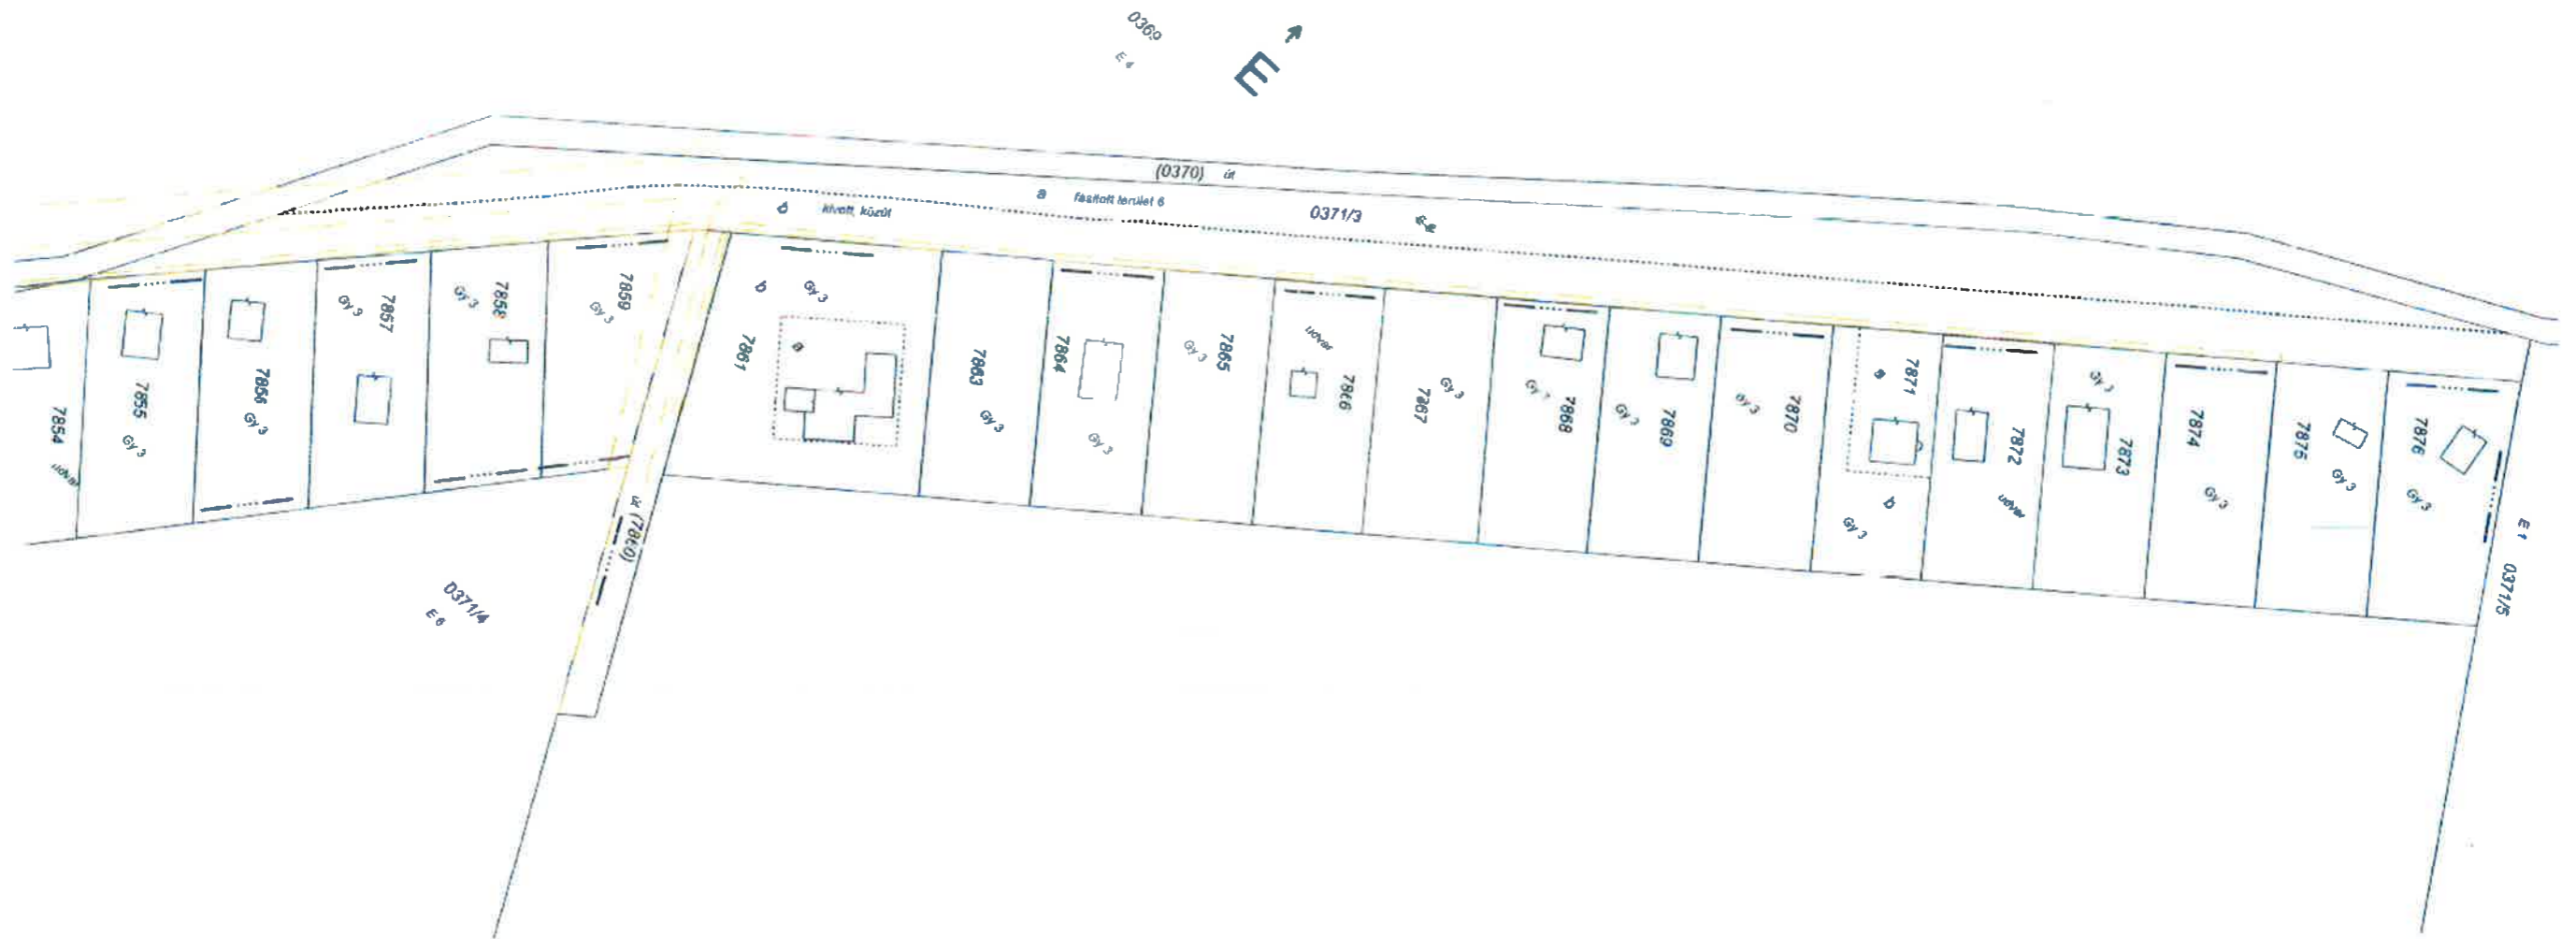 0369
E 4
E
(0370) út
a fásított terület 6
b kivett, közút
0371/3
7854
udvar
7855
Gy 3
7856
Gy 3
7857
Gy 3
7858
Gy 3
7859
Gy 3
út (7860)
7861
b
Gy 3
a
7863
Gy 3
7864
Gy 3
7865
Gy 3
7866
udvar
7867
Gy 3
7868
7869
Gy 3
7870
Gy 3
7871
a
b
Gy 3
7872
udvar
7873
Gy 3
7874
Gy 3
7875
Gy 3
7876
Gy 3
E 1
0371/5
0371/4
E 6